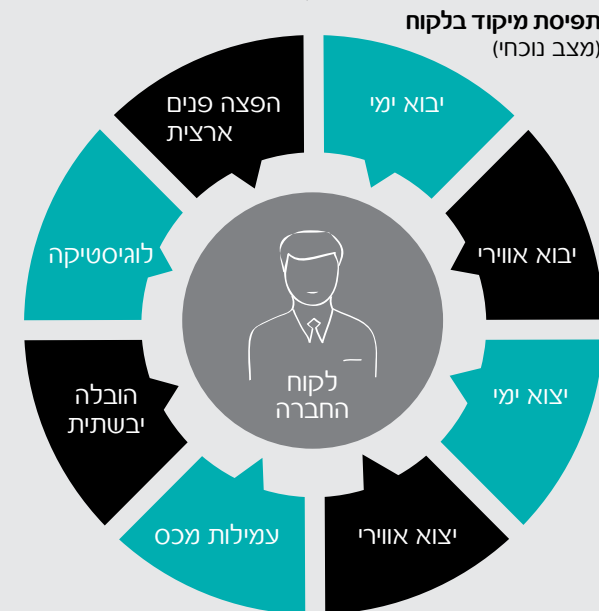 תפיסת מיקוד בלקוח
(מצב נוכחי)
יבוא ימי
יבוא אווירי
יצוא ימי
יצוא אווירי
עמילות מכס
הובלה
יבשתית
לוגיסטיקה
הפצה פנים
ארצית
לקוח
החברה